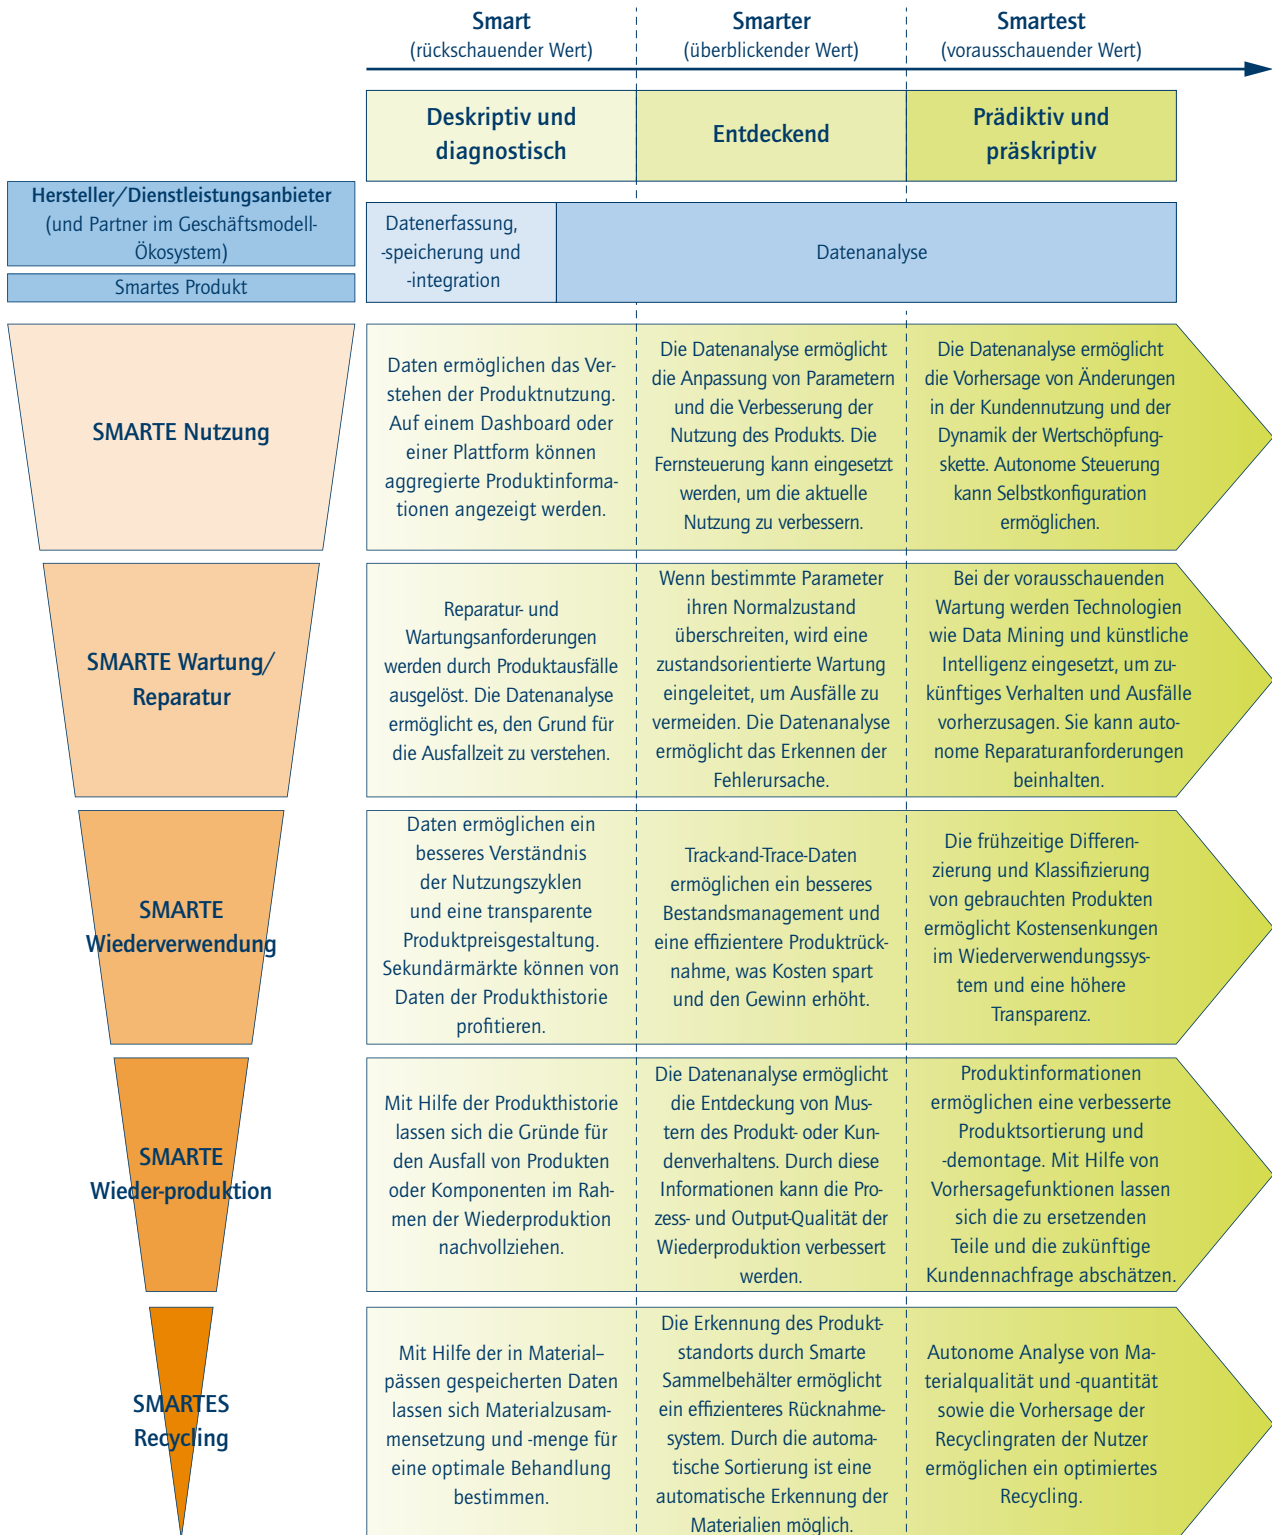 Smart
(rückschauender Wert)
Smarter
(überblickender Wert)
Smartest
(vorausschauender Wert)
Deskriptiv und
diagnostisch
Entdeckend
Prädiktiv und
präskriptiv
Hersteller/Dienstleistungsanbieter
(und Partner im Geschäftsmodell-
Ökosystem)
Smartes Produkt
Datenerfassung,
-speicherung und
-integration
Datenanalyse
SMARTE Nutzung
Daten ermöglichen das Ver-
stehen der Produktnutzung.
Auf einem Dashboard oder
einer Plattform können
aggregierte Produktinforma-
tionen angezeigt werden.
Die Datenanalyse ermöglicht
die Anpassung von Parametern
und die Verbesserung der
Nutzung des Produkts. Die
Fernsteuerung kann eingesetzt
werden, um die aktuelle
Nutzung zu verbessern.
Die Datenanalyse ermöglicht
die Vorhersage von Änderungen
in der Kundennutzung und der
Dynamik der Wertschöpfung-
skette. Autonome Steuerung
kann Selbstkonfiguration
ermöglichen.
SMARTE Wartung/
Reparatur
Reparatur- und
Wartungsanforderungen
werden durch Produktausfälle
ausgelöst. Die Datenanalyse
ermöglicht es, den Grund für
die Ausfallzeit zu verstehen.
Wenn bestimmte Parameter
ihren Normalzustand
überschreiten, wird eine
zustandsorientierte Wartung
eingeleitet, um Ausfälle zu
vermeiden. Die Datenanalyse
ermöglicht das Erkennen der
Fehlerursache.
Bei der vorausschauenden
Wartung werden Technologien
wie Data Mining und künstliche
Intelligenz eingesetzt, um zu-
künftiges Verhalten und Ausfälle
vorherzusagen. Sie kann auto-
nome Reparaturanforderungen
beinhalten.
SMARTE
Wiederverwendung
Daten ermöglichen ein
besseres Verständnis
der Nutzungszyklen
und eine transparente
Produktpreisgestaltung.
Sekundärmärkte können von
Daten der Produkthistorie
profitieren.
Track-and-Trace-Daten
ermöglichen ein besseres
Bestandsmanagement und
eine effizientere Produktrück-
nahme, was Kosten spart
und den Gewinn erhöht.
Die frühzeitige Differen-
zierung und Klassifizierung
von gebrauchten Produkten
ermöglicht Kostensenkungen
im Wiederverwendungssys-
tem und eine höhere
Transparenz.
SMARTE
Wieder-produktion
Mit Hilfe der Produkthistorie
lassen sich die Gründe für
den Ausfall von Produkten
oder Komponenten im Rah-
men der Wiederproduktion
nachvollziehen.
Die Datenanalyse ermöglicht
die Entdeckung von Mus-
tern des Produkt- oder Kun-
denverhaltens. Durch diese
Informationen kann die Pro-
zess- und Output-Qualität der
Wiederproduktion verbessert
werden.
Produktinformationen
ermöglichen eine verbesserte
Produktsortierung und
-demontage. Mit Hilfe von
Vorhersagefunktionen lassen
sich die zu ersetzenden
Teile und die zukünftige
Kundennachfrage abschätzen.
SMARTES
Recycling
Mit Hilfe der in Material–
pässen gespeicherten Daten
lassen sich Materialzusam-
mensetzung und -menge für
eine optimale Behandlung
bestimmen.
Die Erkennung des Produkt-
standorts durch Smarte
Sammelbehälter ermöglicht
ein effizienteres Rücknahme-
system. Durch die automa-
tische Sortierung ist eine
automatische Erkennung der
Materialien möglich.
Autonome Analyse von Ma-
terialqualität und -quantität
sowie die Vorhersage der
Recyclingraten der Nutzer
ermöglichen ein optimiertes
Recycling.